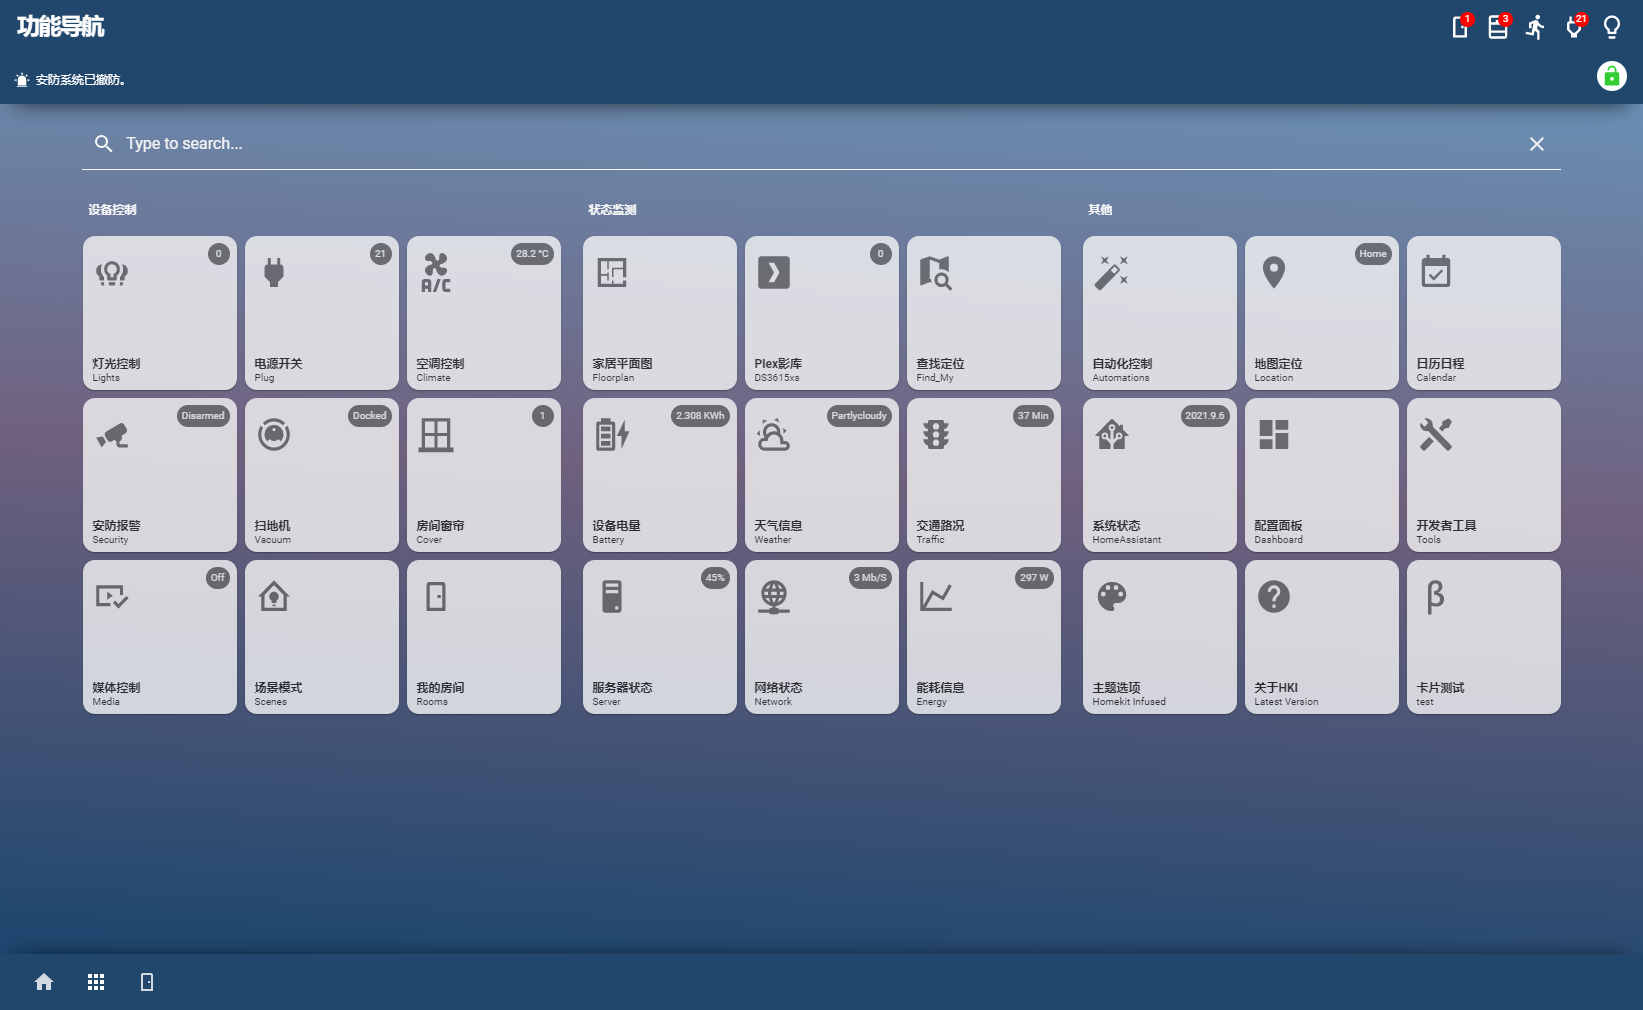 功能导航
1
3
21
安防系统已撤防。
Type to search...
设备控制
状态监测
其他
0
灯光控制
Lights
21
电源开关
Plug
28.2 °C
A/C
空调控制
Climate
家居平面图
Floorplan
0
Plex影库
DS3615xs
查找定位
Find_My
自动化控制
Automations
Home
地图定位
Location
日历日程
Calendar
Disarmed
安防报警
Security
Docked
扫地机
Vacuum
1
房间窗帘
Cover
2.308 KWh
设备电量
Battery
Partlycloudy
天气信息
Weather
37 Min
交通路况
Traffic
2021.9.6
系统状态
HomeAssistant
配置面板
Dashboard
开发者工具
Tools
Off
媒体控制
Media
场景模式
Scenes
我的房间
Rooms
45%
服务器状态
Server
3 Mb/S
网络状态
Network
297 W
能耗信息
Energy
主题选项
Homekit Infused
关于HKI
Latest Version
β
卡片测试
test